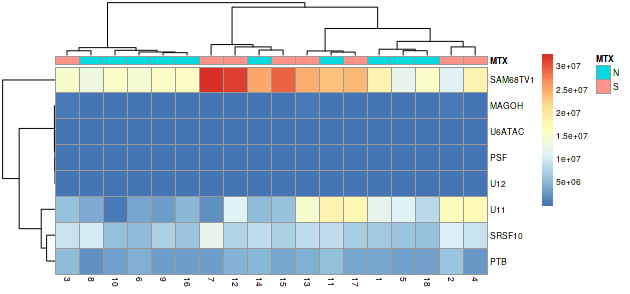 MTX
SAM68TV1
MAGOH
U6ATAC
PSF
U12
U11
SRSF10
PTB
3 8 10 6 9 16 7 12 14 15 13 11 17 1 5 18 2 4
3e+07
2.5e+07
2e+07
1.5e+07
1e+07
5e+06
MTX
N
S